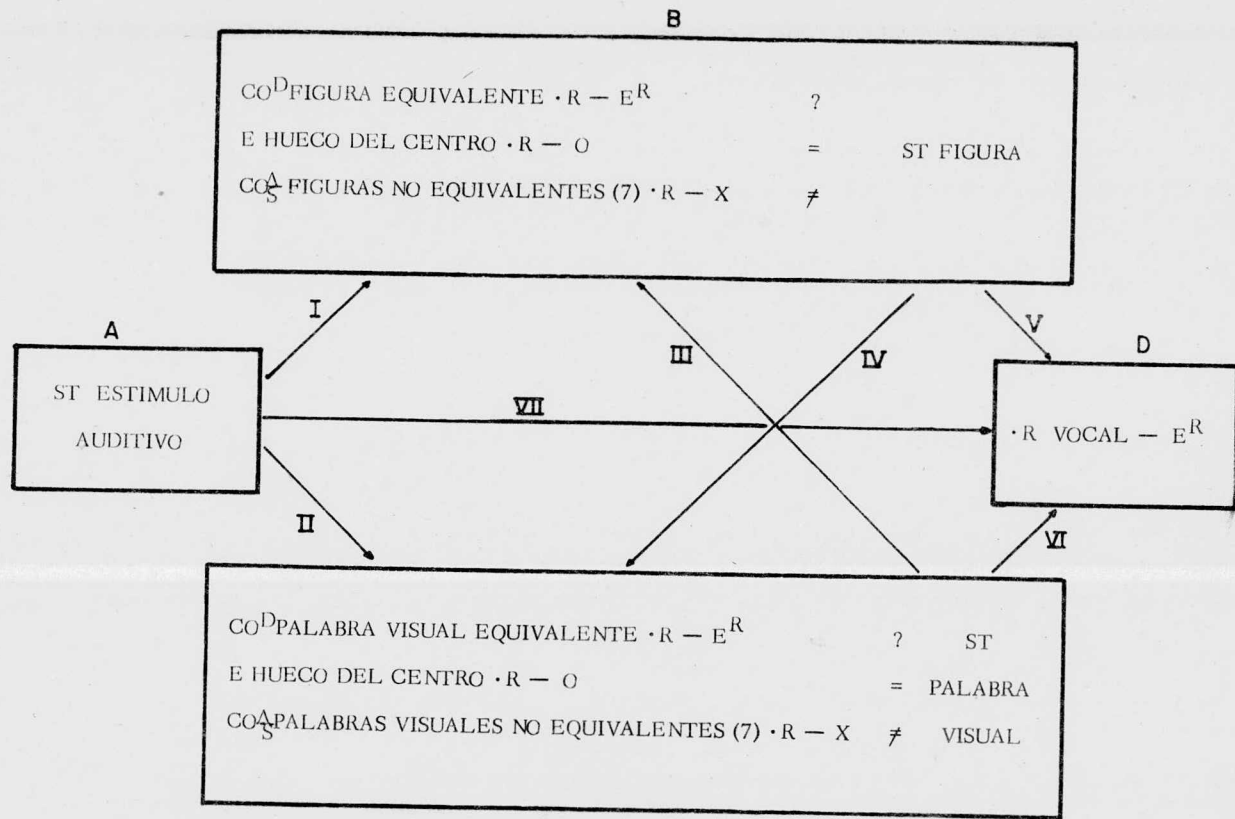 B
CO^D FIGURA EQUIVALENTE · R — E^R ?
E HUECO DEL CENTRO · R — O = ST FIGURA
CO^Δ_S FIGURAS NO EQUIVALENTES (7) · R — X ≠
I
III
IV
V
A
D
ST ESTIMULO
AUDITIVO
VII
· R VOCAL — E^R
II
VI
CO^D PALABRA VISUAL EQUIVALENTE · R — E^R ? ST
E HUECO DEL CENTRO · R — O = PALABRA
CO^Δ_S PALABRAS VISUALES NO EQUIVALENTES (7) · R — X ≠ VISUAL